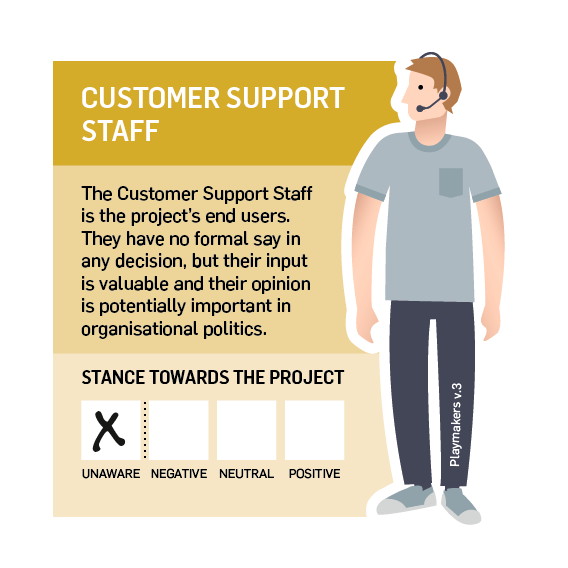 CUSTOMER SUPPORT
STAFF
The Customer Support Staff
is the project's end users.
They have no formal say in
any decision, but their input
is valuable and their opinion
is potentially important in
organisational politics.
STANCE TOWARDS THE PROJECT
X
UNAWARE NEGATIVE NEUTRAL POSITIVE
Playmakers v.3